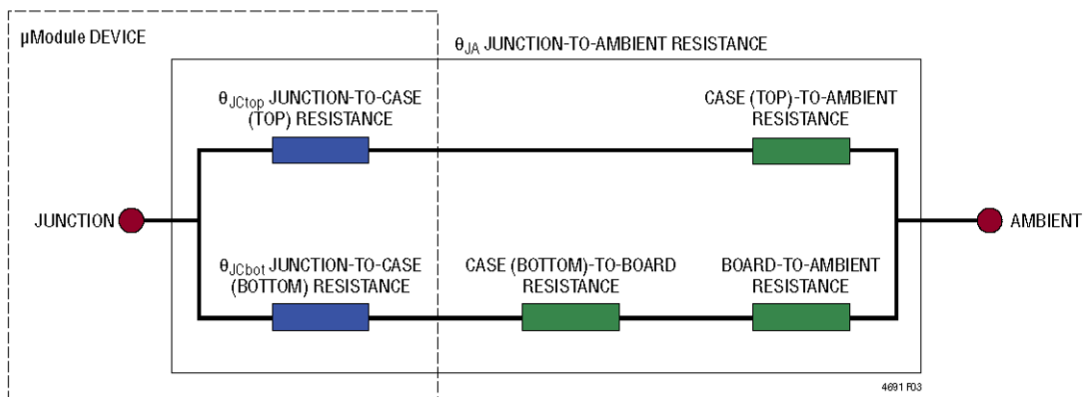 µModule DEVICE
θJA JUNCTION-TO-AMBIENT RESISTANCE
θJCtop JUNCTION-TO-CASE
(TOP) RESISTANCE
CASE (TOP)-TO-AMBIENT
RESISTANCE
JUNCTION
AMBIENT
θJCbot JUNCTION-TO-CASE
(BOTTOM) RESISTANCE
CASE (BOTTOM)-TO-BOARD
RESISTANCE
BOARD-TO-AMBIENT
RESISTANCE
4691 F03